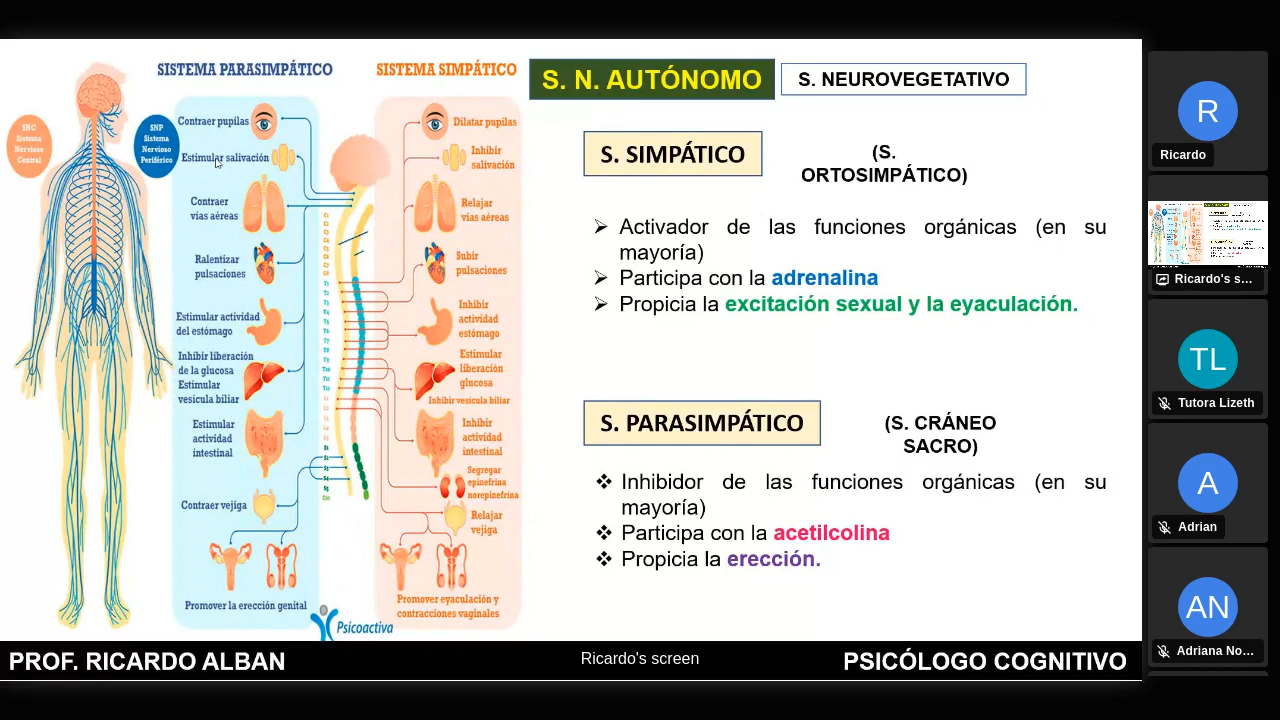 SISTEMA PARASIMPÁTICO
SISTEMA SIMPÁTICO
SNC
Sistema
Nervioso
Central
SNP
Sistema
Nervioso
Periférico
Contraer pupilas
Estimular salivación
Contraer
vías aéreas
Ralentizar
pulsaciones
Estimular actividad
del estómago
Inhibir liberación
de la glucosa
Estimular
vesícula biliar
Estimular
actividad
intestinal
Contraer vejiga
Promover la erección genital
Dilatar pupilas
Inhibir
salivación
Relajar
vías aéreas
Subir
pulsaciones
Inhibir
actividad
estómago
Estimular
liberación
glucosa
Inhibir vesícula biliar
Inhibir
actividad
intestinal
Segregar
epinefrina
norepinefrina
Relajar
vejiga
Promover eyaculación y
contracciones vaginales
Psicoactiva
S. N. AUTÓNOMO
S. NEUROVEGETATIVO
S. SIMPÁTICO
(S.
ORTOSIMPÁTICO)
Activador de las funciones orgánicas (en su
mayoría)
Participa con la adrenalina
Propicia la excitación sexual y la eyaculación.
S. PARASIMPÁTICO
(S. CRÁNEO
SACRO)
Inhibidor de las funciones orgánicas (en su
mayoría)
Participa con la acetilcolina
Propicia la erección.
PROF. RICARDO ALBAN
Ricardo's screen
PSICÓLOGO COGNITIVO
R
Ricardo
Ricardo's s...
TL
Tutora Lizeth
A
Adrian
AN
Adriana No...